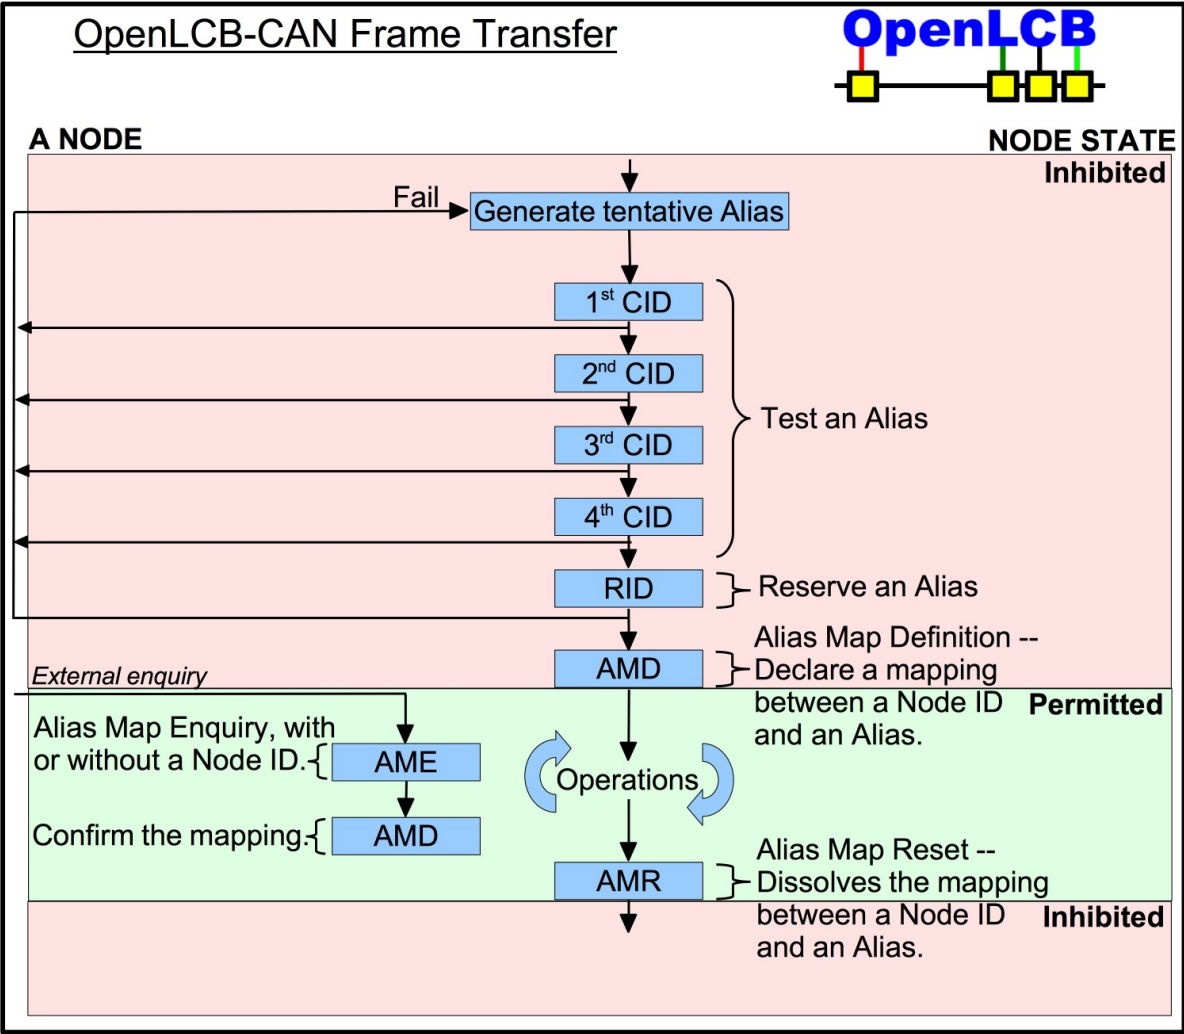 OpenLCB-CAN Frame Transfer
OpenLCB
A NODE
NODE STATE
Inhibited
Fail
Generate tentative Alias
1st CID
2nd CID
3rd CID
4th CID
Test an Alias
RID
Reserve an Alias
AMD
Alias Map Definition --
Declare a mapping
between a Node ID
and an Alias.
External enquiry
Permitted
Alias Map Enquiry, with
or without a Node ID.
AME
Operations
Confirm the mapping.
AMD
AMR
Alias Map Reset --
Dissolves the mapping
between a Node ID
and an Alias.
Inhibited